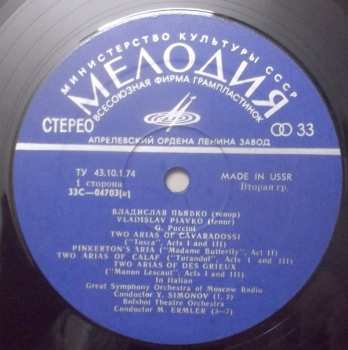 МИНИСТЕРСТВО КУЛЬТУРЫ СССР
МЕЛОДИЯ
ВСЕСОЮЗНАЯ ФИРМА ГРАМПЛАСТИНОК
СТЕРЕО
33
АПРЕЛЕВСКИЙ ОРДЕНА ЛЕНИНА ЗАВОД
ТУ 43.10.1.74
MADE IN USSR
1 сторона
Вторая гр.
33С—04703(а)
ВЛАДИСЛАВ ПЬЯВКО (тенор)
VLADISLAV PIAVKO (tenor)
G. Puccini
TWO ARIAS OF CAVARADOSSI
("Tosca", Acts I and III)
PINKERTON'S ARIA ("Madame Butterfly", Act II)
TWO ARIAS OF CALAF ("Turandot", Acts I and III)
TWO ARIAS OF DES GRIEUX
("Manon Lescaut", Acts I and III)
In Italian
Great Symphony Orchestra of Moscow Radio
Conductor Y. SIMONOV (1, 2)
Bolshoi Theatre Orchestra
Conductor M. ERMLER (3—7)